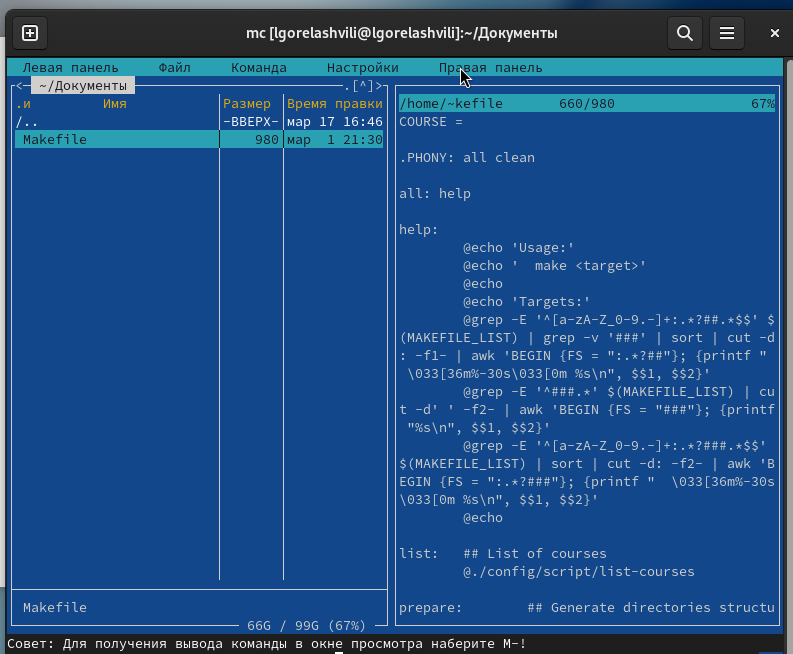 mc [lgorelashvili@lgorelashvili]:~/Документы
Левая панель Файл Команда Настройки Правая панель
<— ~/Документы .[^]>
.и Имя Размер Время правки
/.. -ВВЕРХ- мар 17 16:46
Makefile 980 мар 1 21:30
Makefile
66G / 99G (67%)
/home/~kefile 660/980 67%
COURSE =
.PHONY: all clean
all: help
help:
@echo 'Usage:'
@echo '  make <target>'
@echo
@echo 'Targets:'
@grep -E '^[a-zA-Z_0-9.-]+:.*?##.*$$' $
(MAKEFILE_LIST) | grep -v '###' | sort | cut -d
: -f1- | awk 'BEGIN {FS = ":.*?##"}; {printf "
\033[36m%-30s\033[0m %s\n", $$1, $$2}'
@grep -E '^###.*' $(MAKEFILE_LIST) | cu
t -d' ' -f2- | awk 'BEGIN {FS = "###"}; {printf
"%s\n", $$1, $$2}'
@grep -E '^[a-zA-Z_0-9.-]+:.*?###.*$$'
$(MAKEFILE_LIST) | sort | cut -d: -f2- | awk 'B
EGIN {FS = ":.*?###"}; {printf "  \033[36m%-30s
\033[0m %s\n", $$1, $$2}'
@echo
list: ## List of courses
@./config/script/list-courses
prepare: ## Generate directories structu
Совет: Для получения вывода команды в окне просмотра наберите M-!